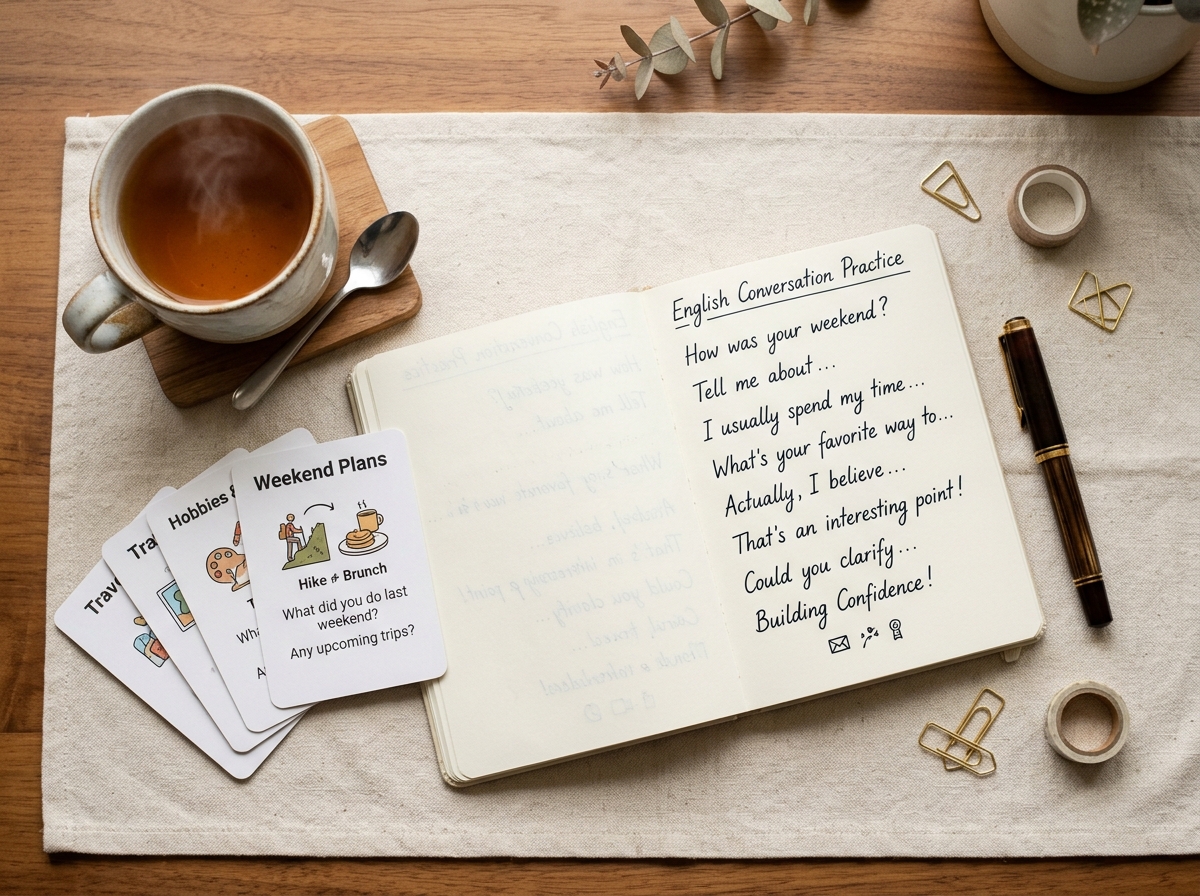 English Conversation Practice
How was your weekend?
Tell me about...
I usually spend my time...
What's your favorite way to...
Actually, I believe...
That's an interesting point!
Could you clarify...
Building Confidence!
Weekend Plans
Hike & Brunch
What did you do last
weekend?
Any upcoming trips?
Hobbies &
Tra
Trave